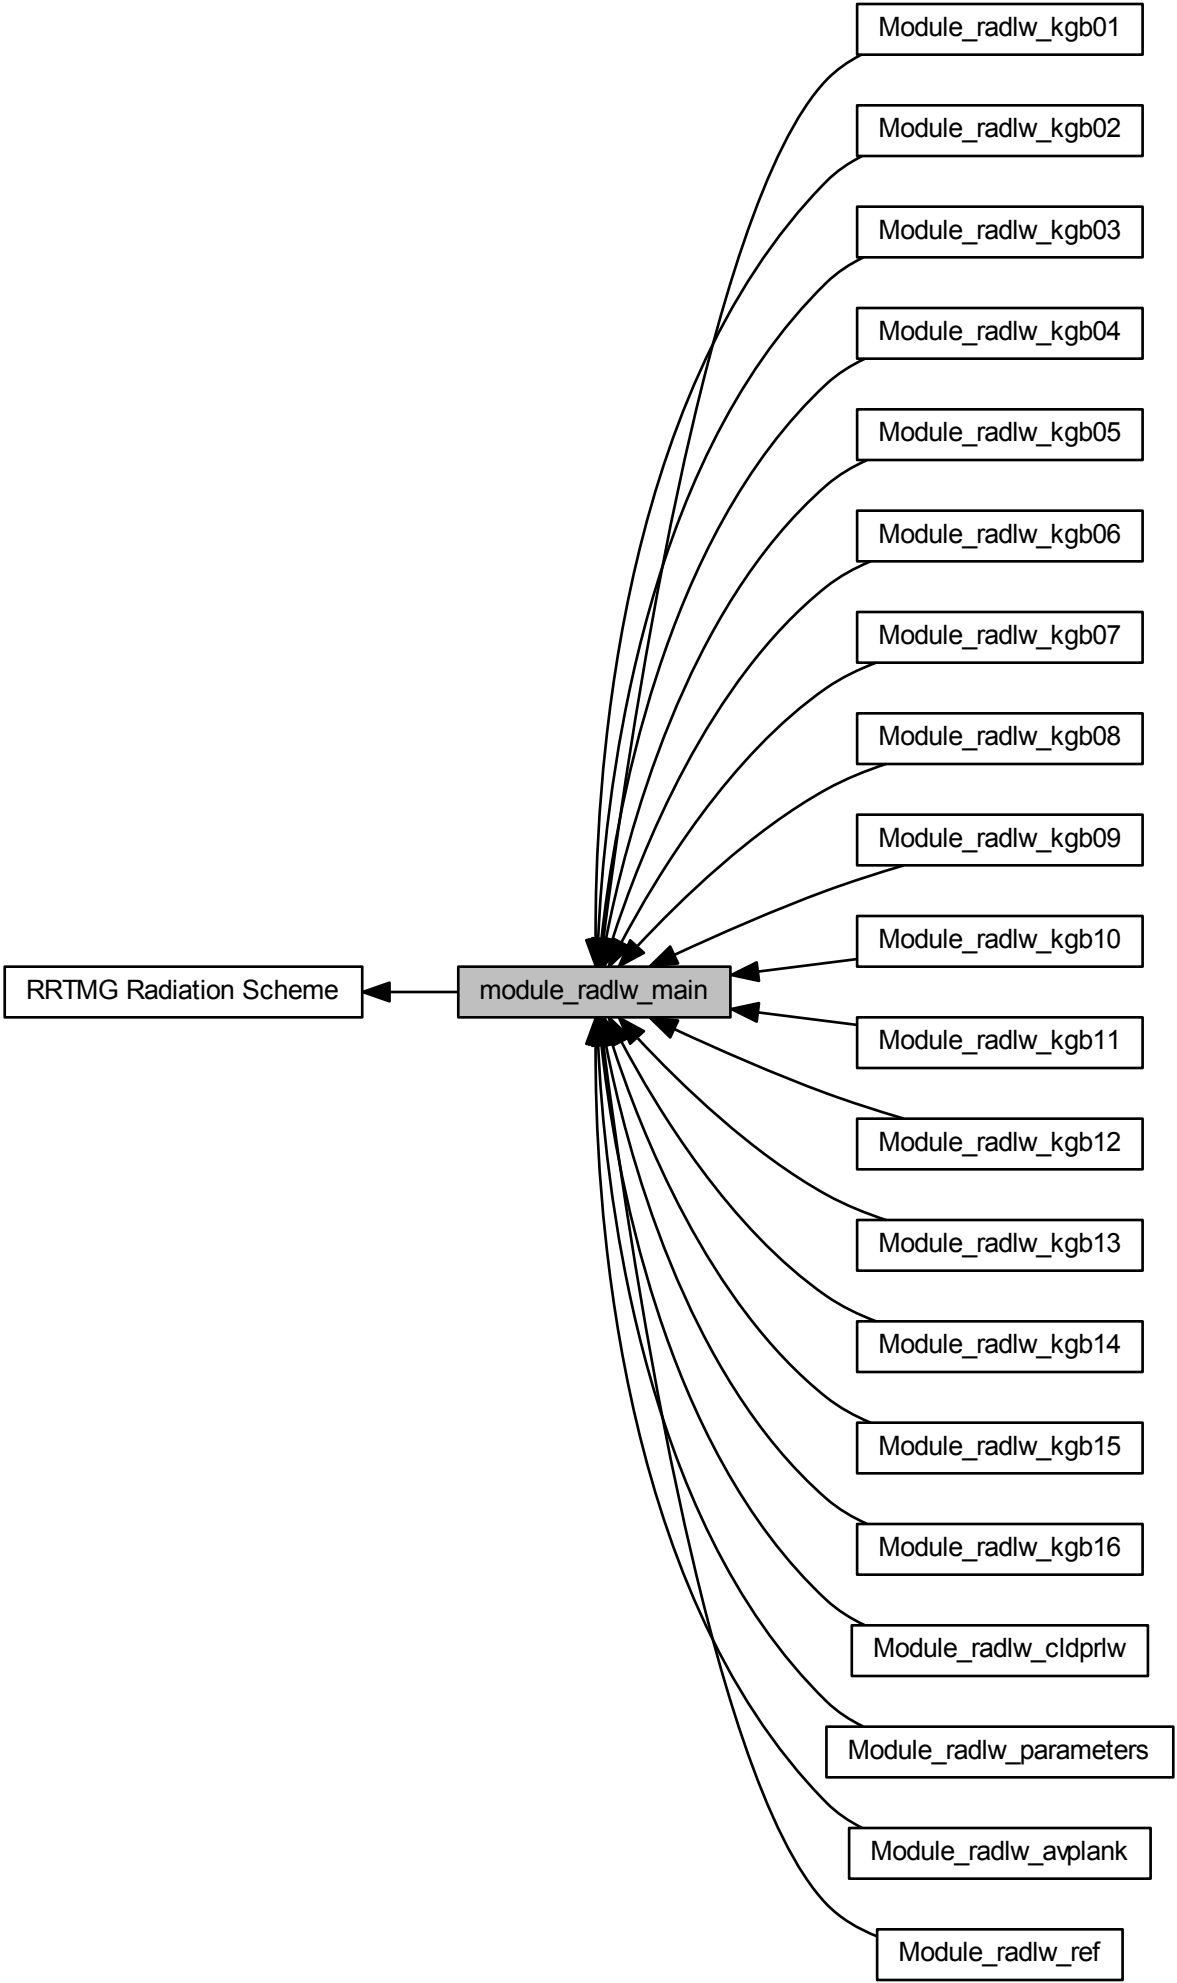 Module_radlw_kgb01
Module_radlw_kgb02
Module_radlw_kgb03
Module_radlw_kgb04
Module_radlw_kgb05
Module_radlw_kgb06
Module_radlw_kgb07
Module_radlw_kgb08
Module_radlw_kgb09
Module_radlw_kgb10
RRTMG Radiation Scheme
module_radlw_main
Module_radlw_kgb11
Module_radlw_kgb12
Module_radlw_kgb13
Module_radlw_kgb14
Module_radlw_kgb15
Module_radlw_kgb16
Module_radlw_cldprlw
Module_radlw_parameters
Module_radlw_avplank
Module_radlw_ref